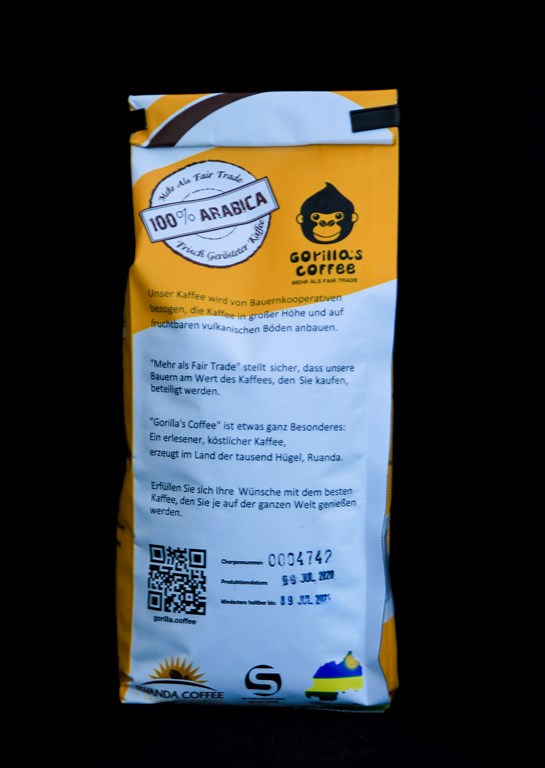 Mehr Als Fair Trade
100% ARABICA
Frisch Gerösteter Kaffee
GORILLA'S
COFFEE
MEHR ALS FAIR TRADE
Unser Kaffee wird von Bauernkooperativen
bezogen, die Kaffee in großer Höhe und auf
fruchtbaren vulkanischen Böden anbauen.
"Mehr als Fair Trade" stellt sicher, dass unsere
Bauern am Wert des Kaffees, den Sie kaufen,
beteiligt werden.
"Gorilla's Coffee" ist etwas ganz Besonderes:
Ein erlesener, köstlicher Kaffee,
erzeugt im Land der tausend Hügel, Ruanda.
Erfüllen Sie sich Ihre Wünsche mit dem besten
Kaffee, den Sie je auf der ganzen Welt genießen
werden.
Chargennummer: 0004742
Produktionsdatum: JUL 2020
Mindestens haltbar bis: JUL
gorilla.coffee
RWANDA COFFEE
S